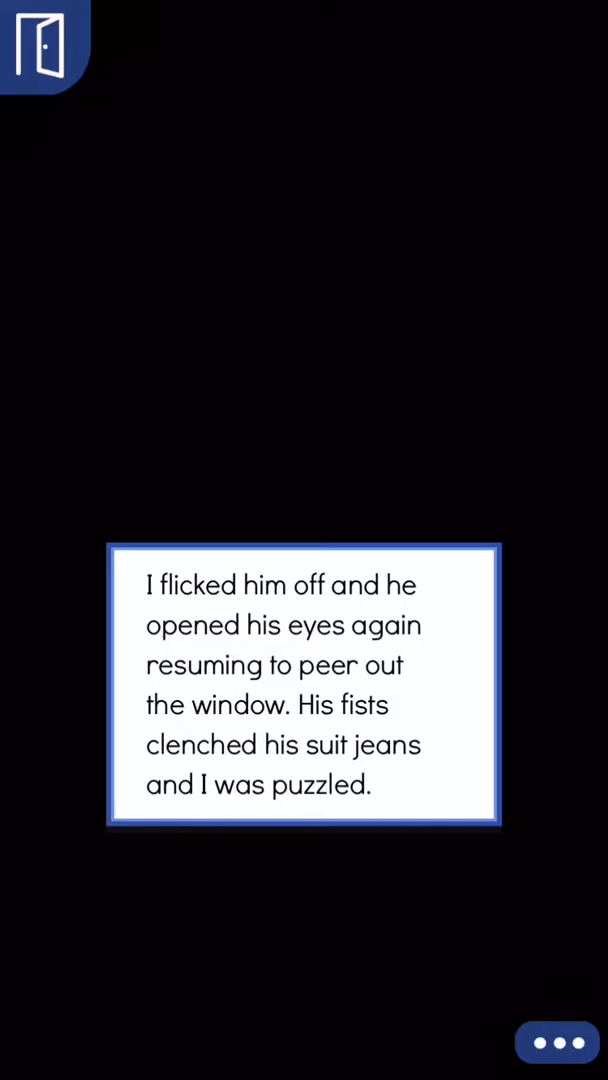 I flicked him off and he
opened his eyes again
resuming to peer out
the window. His fists
clenched his suit jeans
and I was puzzled.